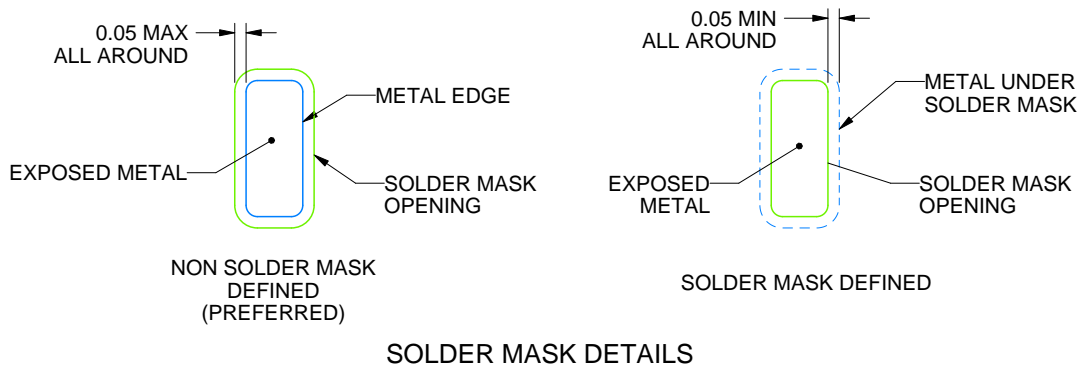 0.05 MAX
ALL AROUND
METAL EDGE
EXPOSED METAL
SOLDER MASK
OPENING
NON SOLDER MASK
DEFINED
(PREFERRED)
0.05 MIN
ALL AROUND
METAL UNDER
SOLDER MASK
EXPOSED
METAL
SOLDER MASK
OPENING
SOLDER MASK DEFINED
SOLDER MASK DETAILS